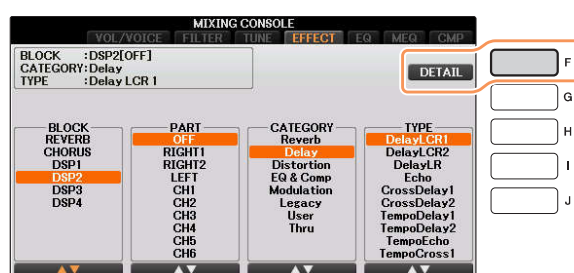 MIXING CONSOLE
VOL/VOICE FILTER TUNE EFFECT EQ MEQ CMP
BLOCK :DSP2[OFF]
CATEGORY:Delay
TYPE :Delay LCR 1
DETAIL
F
G
H
I
J
BLOCK
REVERB
CHORUS
DSP1
DSP2
DSP3
DSP4
PART
OFF
RIGHT1
RIGHT2
LEFT
CH1
CH2
CH3
CH4
CH5
CH6
CATEGORY
Reverb
Delay
Distortion
EQ & Comp
Modulation
Legacy
User
Thru
TYPE
DelayLCR1
DelayLCR2
DelayLR
Echo
CrossDelay1
CrossDelay2
TempoDelay1
TempoDelay2
TempoEcho
TempoCross1